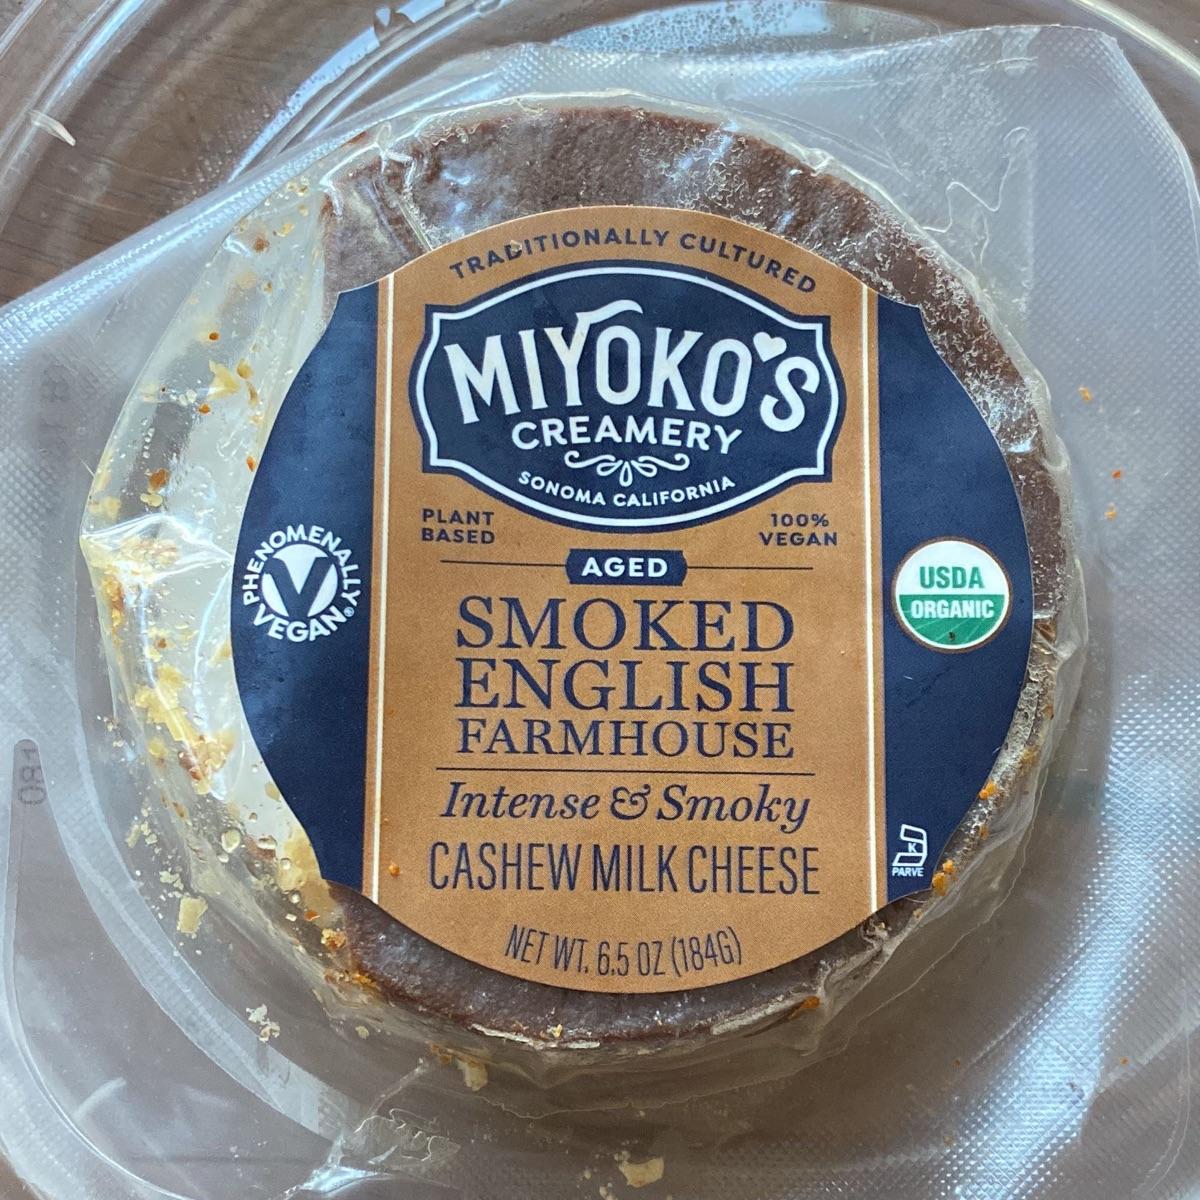 TRADITIONALLY CULTURED
MIYOKO'S
CREAMERY
SONOMA CALIFORNIA
PLANT
BASED
100%
VEGAN
AGED
PHENOMENALLY
VEGAN®
V
USDA
ORGANIC
SMOKED
ENGLISH
FARMHOUSE
Intense & Smoky
CASHEW MILK CHEESE
K
PARVE
NET WT. 6.5 OZ (184G)